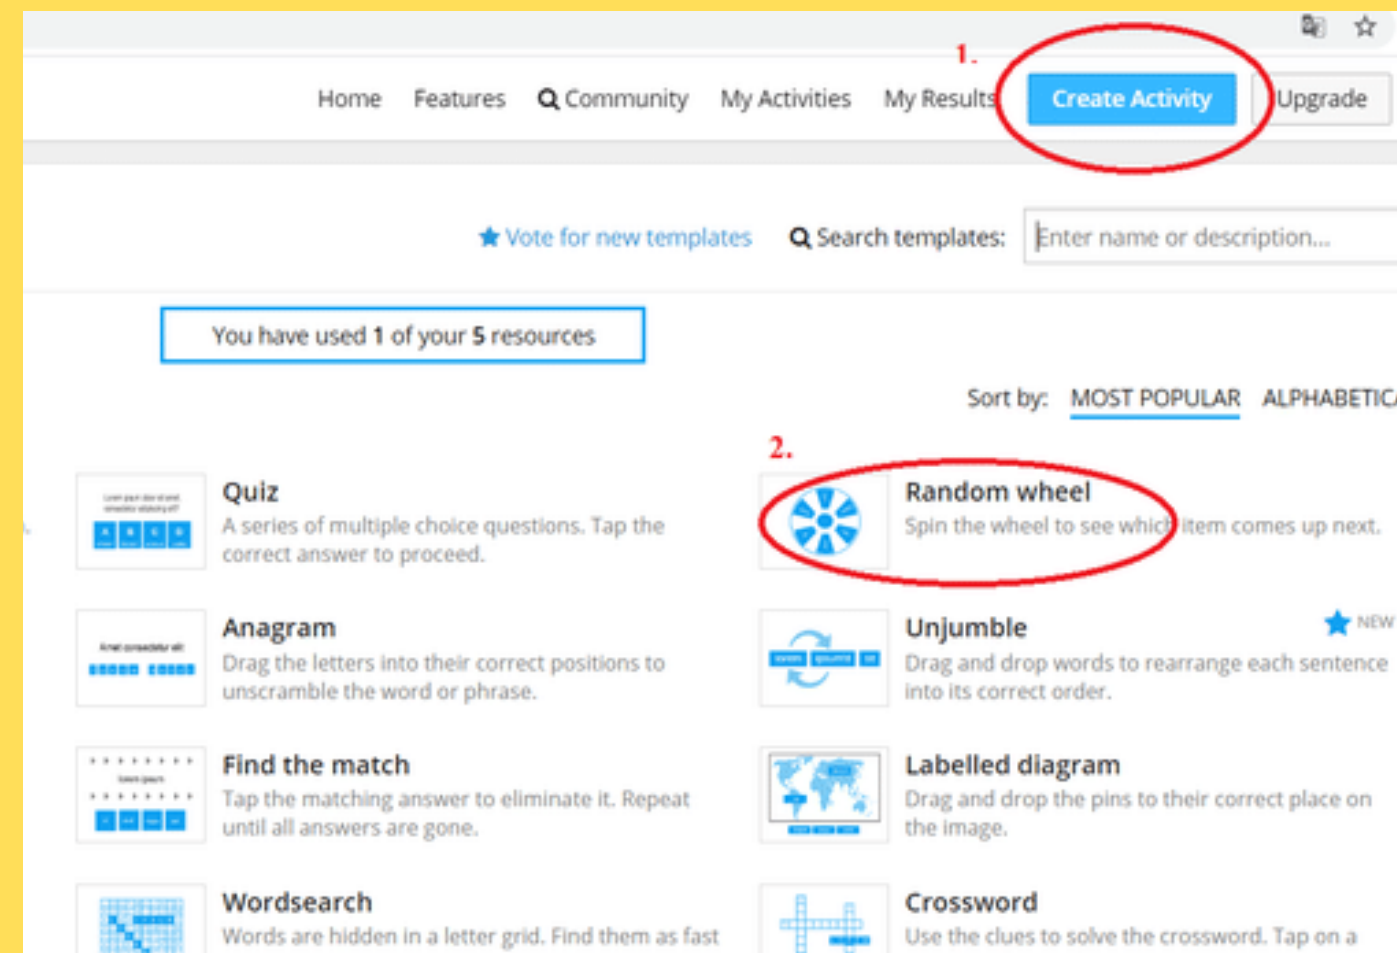 1.
Home Features Community My Activities My Results Create Activity Upgrade
Vote for new templates Search templates: Enter name or description...
You have used 1 of your 5 resources
Sort by: MOST POPULAR ALPHABETICA
2.
Quiz
A series of multiple choice questions. Tap the
correct answer to proceed.
Random wheel
Spin the wheel to see which item comes up next.
Anagram
Drag the letters into their correct positions to
unscramble the word or phrase.
Unjumble
NEW
Drag and drop words to rearrange each sentence
into its correct order.
Find the match
Tap the matching answer to eliminate it. Repeat
until all answers are gone.
Labelled diagram
Drag and drop the pins to their correct place on
the image.
Wordsearch
Words are hidden in a letter grid. Find them as fast
Crossword
Use the clues to solve the crossword. Tap on a